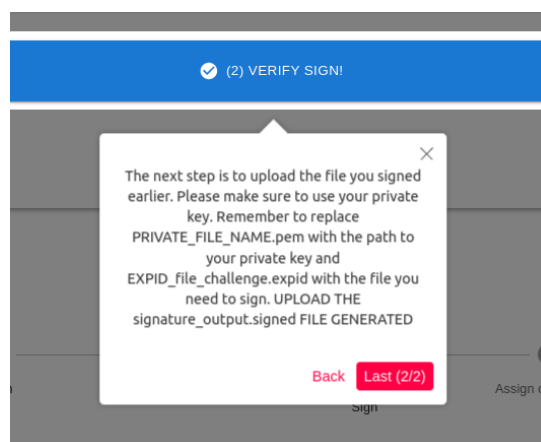 (2) VERIFY SIGN!
The next step is to upload the file you signed
earlier. Please make sure to use your private
key. Remember to replace
PRIVATE_FILE_NAME.pem with the path to
your private key and
EXPID_file_challenge.expid with the file you
need to sign. UPLOAD THE
signature_output.signed FILE GENERATED
Back Last (2/2)
Assign
Sign